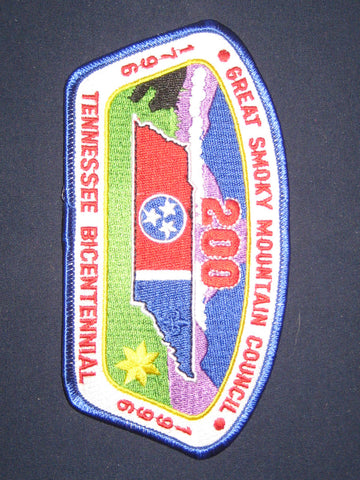 • GREAT SMOKY MOUNTAIN COUNCIL •
1796
200
1996
TENNESSEE BICENTENNIAL